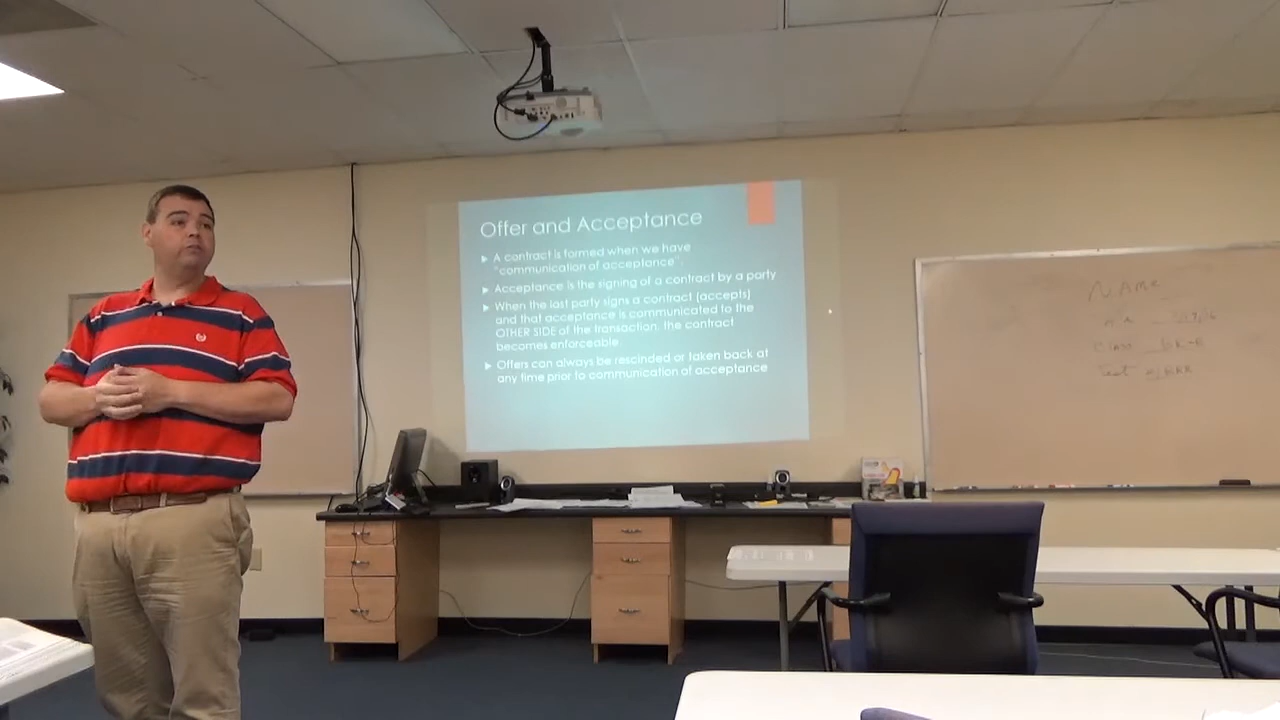 Offer and Acceptance
A contract is formed when we have
"communication of acceptance".
Acceptance is the signing of a contract by a party
When the last party signs a contract (accepts)
and that acceptance is communicated to the
OTHER SIDE of the transaction, the contract
becomes enforceable
Offers can always be rescinded or taken back at
any time prior to communication of acceptance
NAME
Class
Test